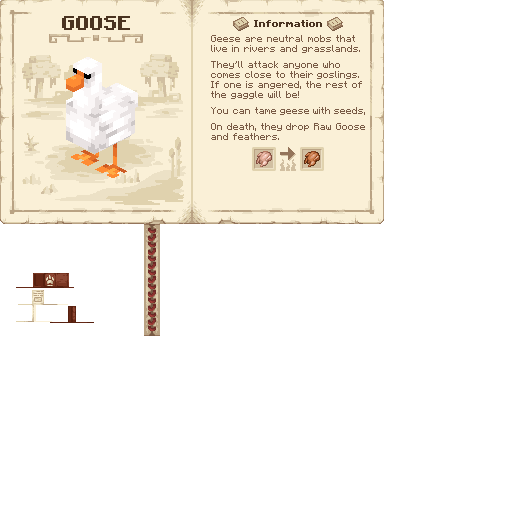 GOOSE
Information
Geese are neutral mobs that
live in rivers and grasslands.
They'll attack anyone who
comes close to their goslings.
If one is angered, the rest of
the gaggle will be!
You can tame geese with seeds,
On death, they drop Raw Goose
and feathers.